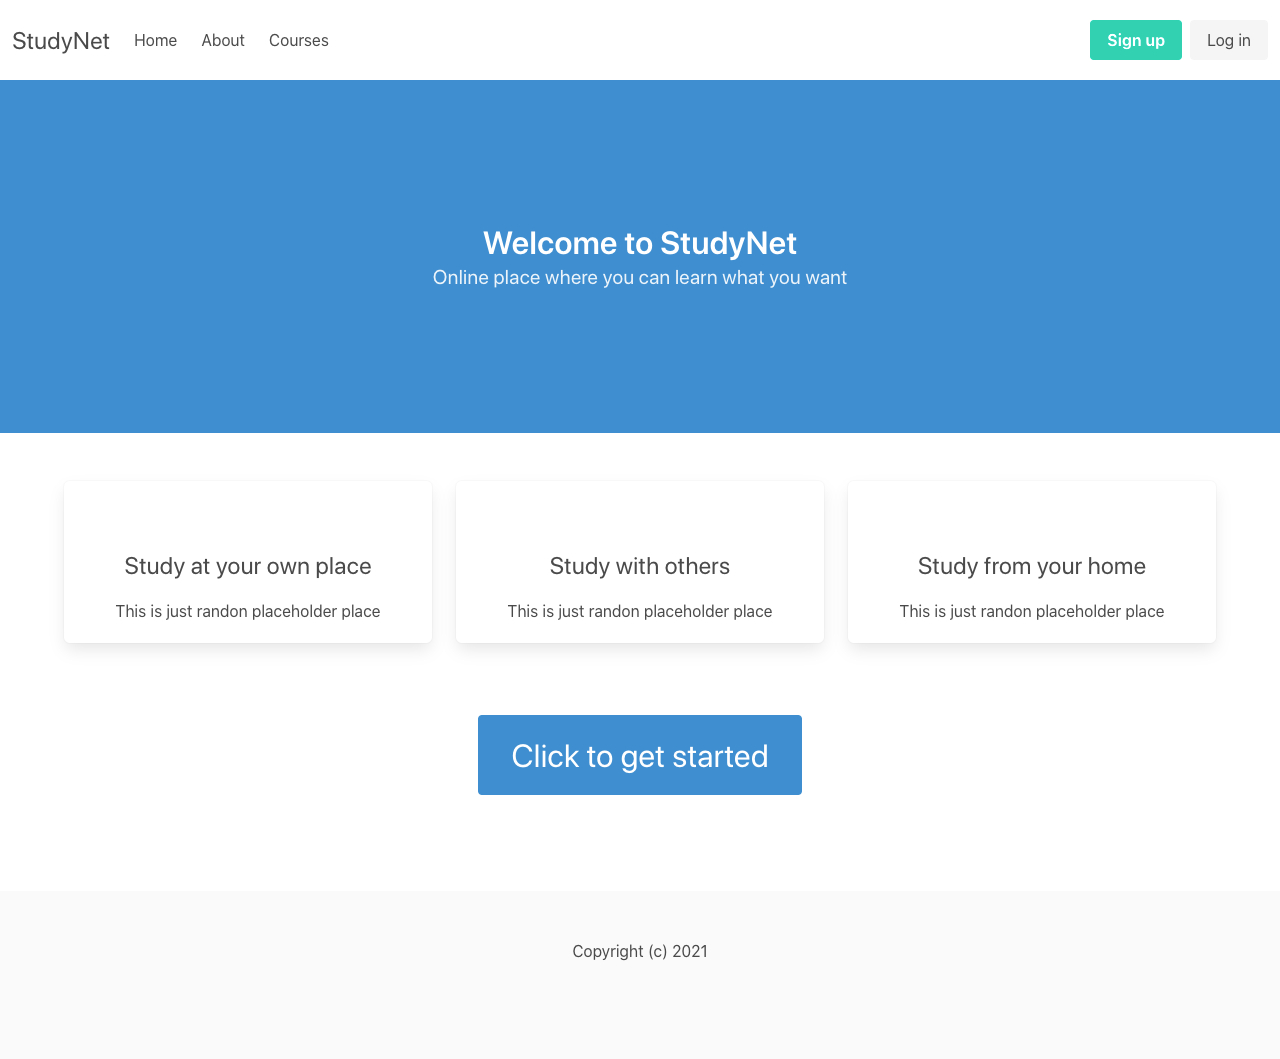 StudyNet Home About Courses Sign up Log in
Welcome to StudyNet
Online place where you can learn what you want
Study at your own place
This is just randon placeholder place
Study with others
This is just randon placeholder place
Study from your home
This is just randon placeholder place
Click to get started
Copyright (c) 2021